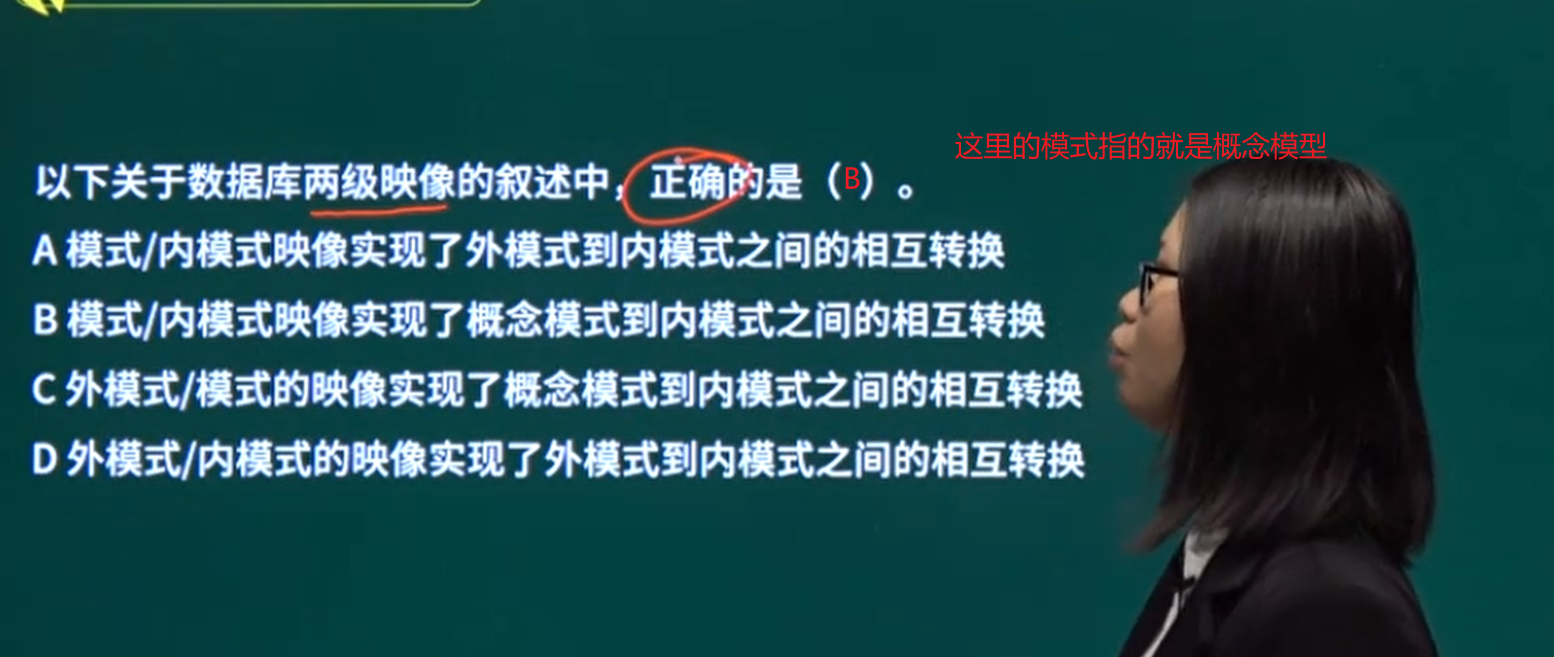 这里的模式指的就是概念模型
以下关于数据库两级映像的叙述中，正确的是（B）。
A 模式/内模式映像实现了外模式到内模式之间的相互转换
B 模式/内模式映像实现了概念模式到内模式之间的相互转换
C 外模式/模式的映像实现了概念模式到内模式之间的相互转换
D 外模式/内模式的映像实现了外模式到内模式之间的相互转换